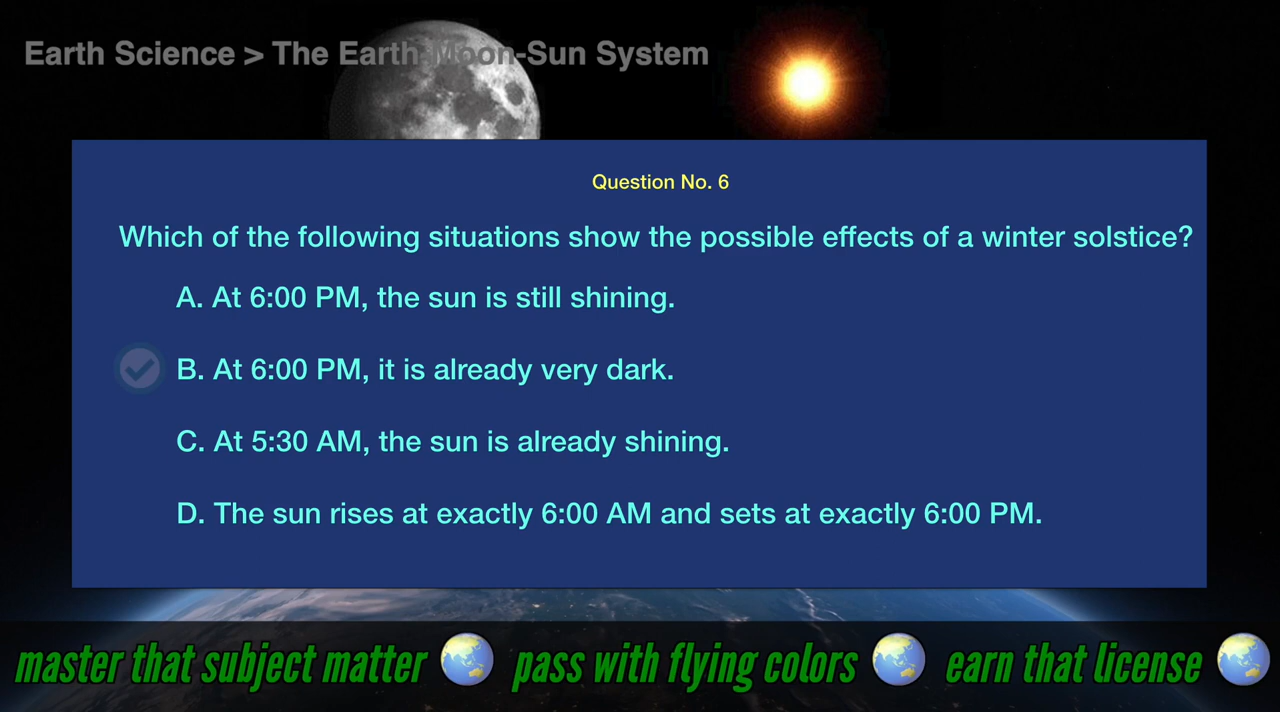 Earth Science > The Earth-Moon-Sun System
Question No. 6
Which of the following situations show the possible effects of a winter solstice?
A. At 6:00 PM, the sun is still shining.
B. At 6:00 PM, it is already very dark.
C. At 5:30 AM, the sun is already shining.
D. The sun rises at exactly 6:00 AM and sets at exactly 6:00 PM.
master that subject matter pass with flying colors earn that license